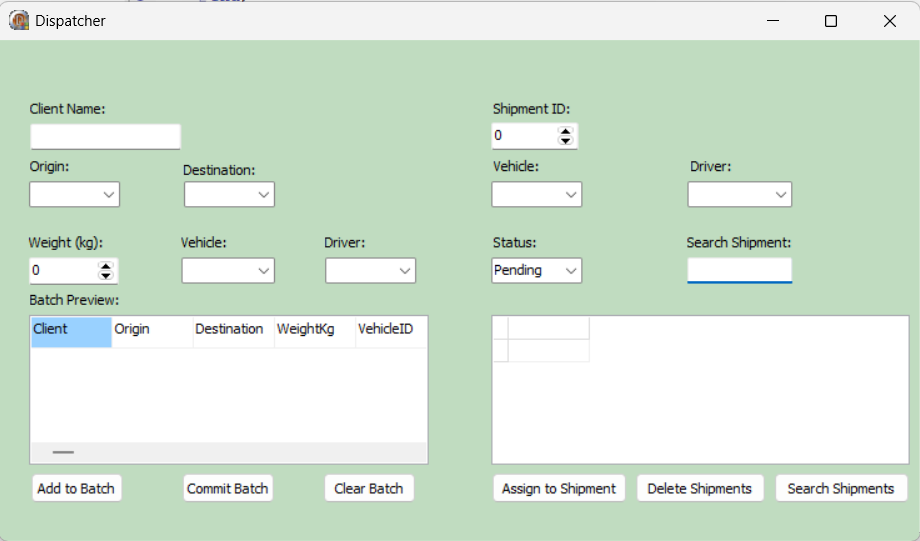 Dispatcher
Client Name:
Shipment ID:
0
Origin:
Destination:
Vehicle:
Driver:
Weight (kg):
Vehicle:
Driver:
Status:
Search Shipment:
0
Pending
Batch Preview:
Client Origin Destination WeightKg VehicleID
Add to Batch Commit Batch Clear Batch Assign to Shipment Delete Shipments Search Shipments